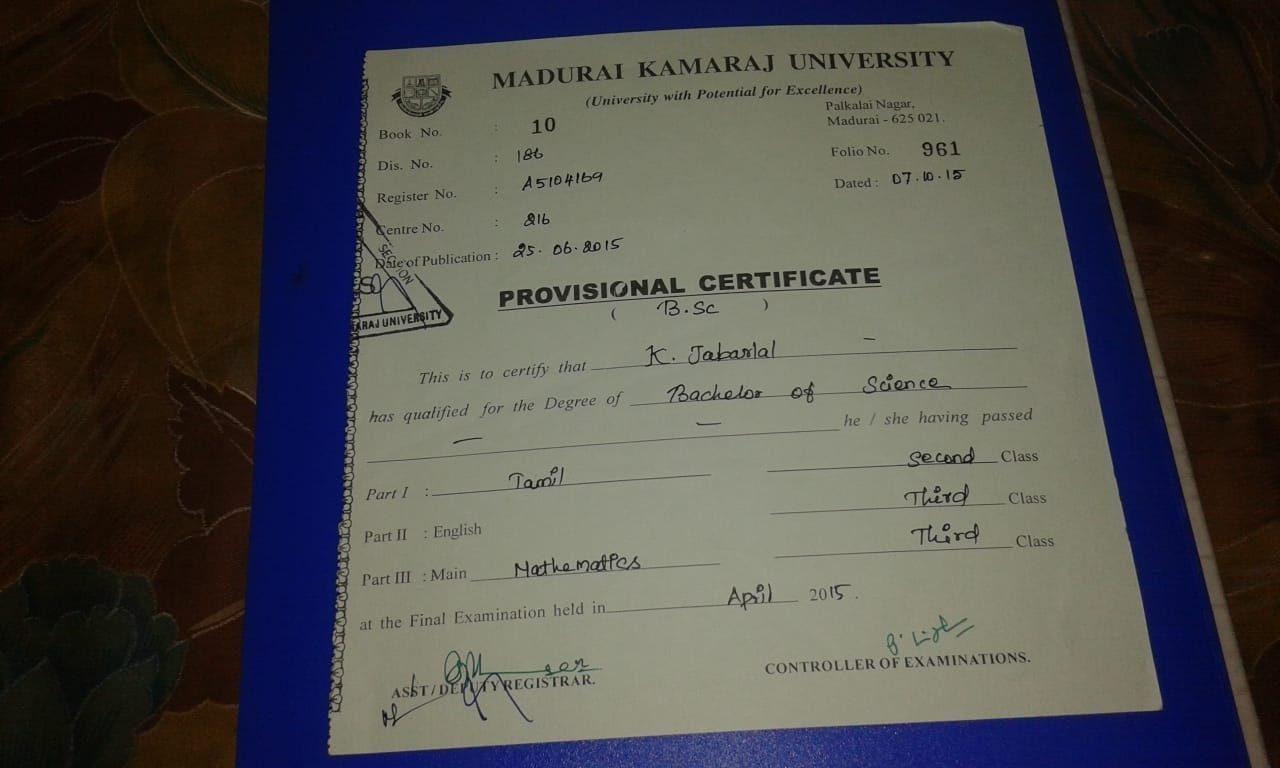 MADURAI KAMARAJ UNIVERSITY
(University with Potential for Excellence)
Palkalai Nagar,
Madurai - 625 021.
Book No. : 10
Dis. No. : 186
Folio No. 961
Register No. : A5104169
Dated : 07.10.15
Centre No. : 216
Date of Publication : 25. 06. 2015
SECTION
ARAJ UNIVERSITY
PROVISIONAL CERTIFICATE
( B.Sc )
This is to certify that K. Jabarlal —
has qualified for the Degree of Bachelor of Science
— — he / she having passed
Part I : Tamil Second Class
Part II : English Third Class
Part III : Main Mathematics Third Class
at the Final Examination held in April 2015.
ASST / DEPUTY REGISTRAR.
CONTROLLER OF EXAMINATIONS.